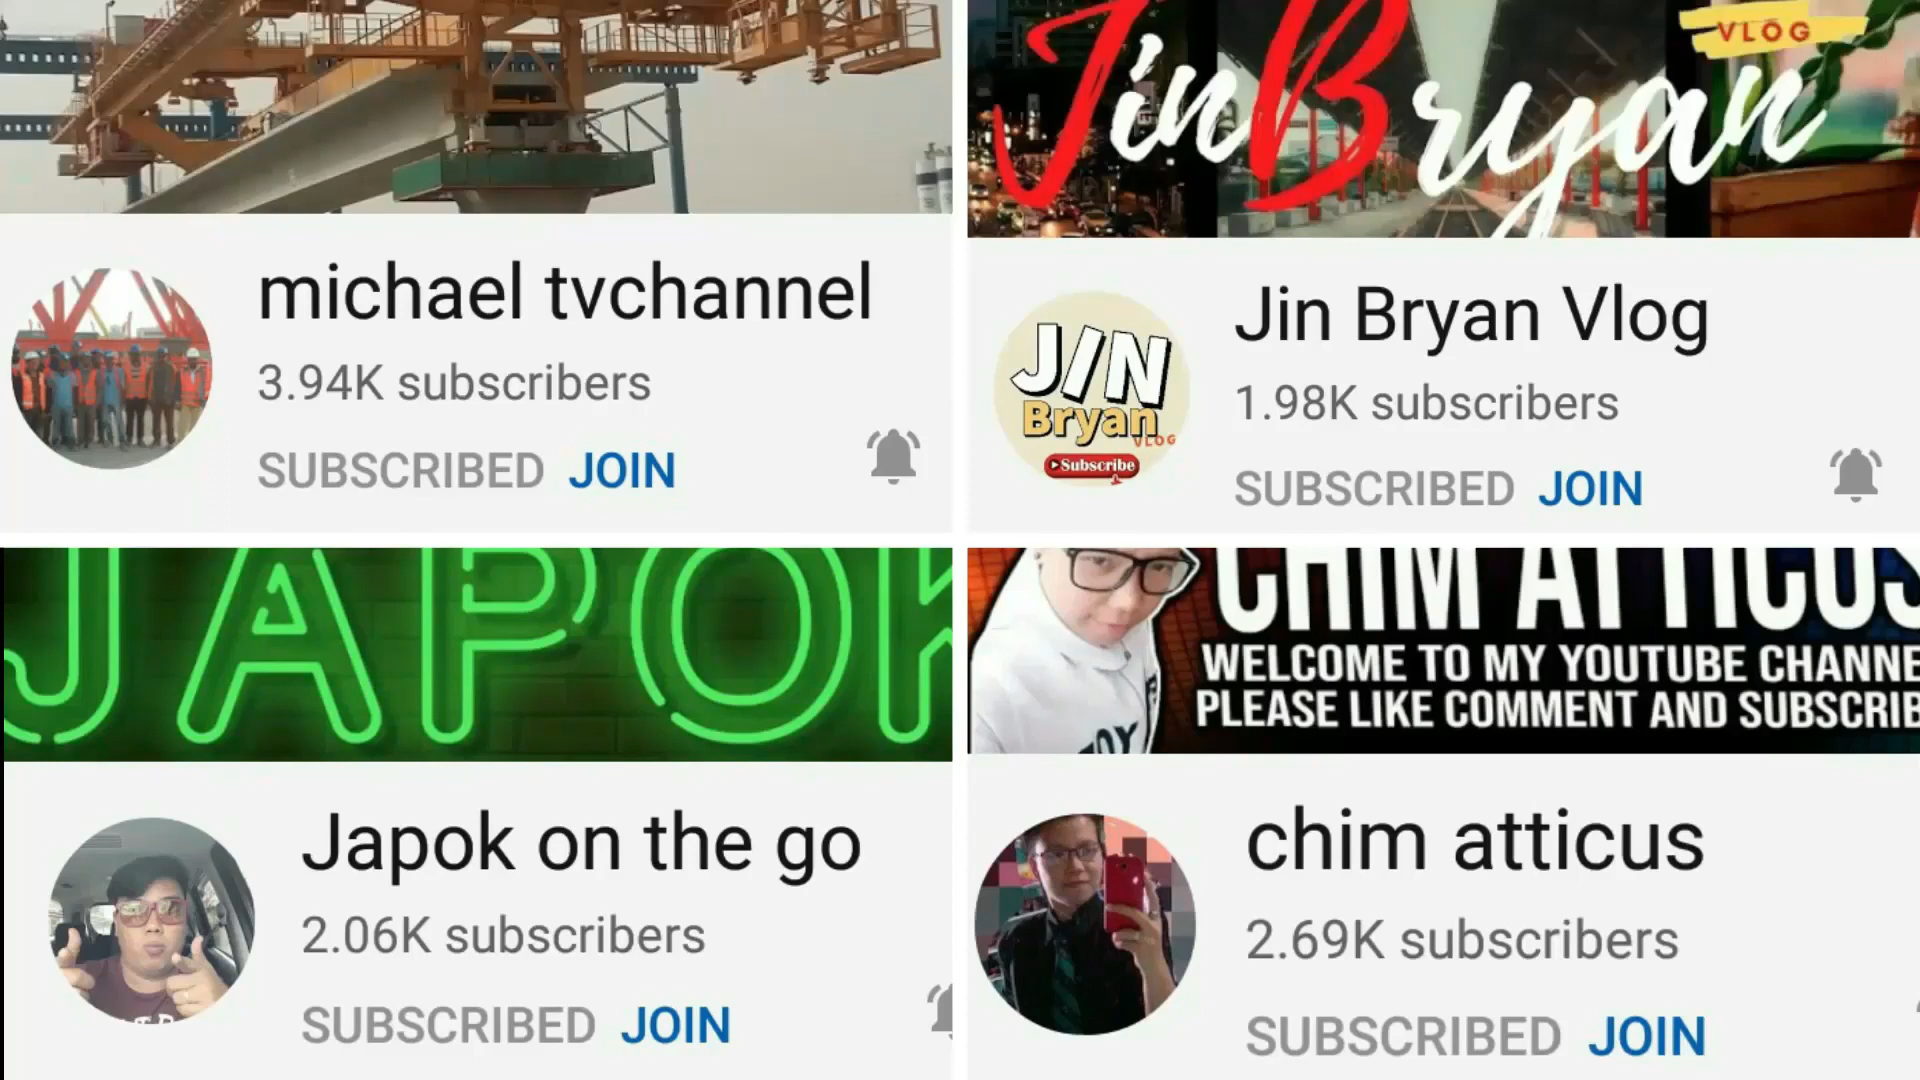 michael tvchannel
3.94K subscribers
SUBSCRIBED JOIN
VLOG
JinBryan
JIN
Bryan
VLOG
Subscribe
Jin Bryan Vlog
1.98K subscribers
SUBSCRIBED JOIN
JAPOK
Japok on the go
2.06K subscribers
SUBSCRIBED JOIN
CHIM ATTICUS
WELCOME TO MY YOUTUBE CHANNE
PLEASE LIKE COMMENT AND SUBSCRIB
chim atticus
2.69K subscribers
SUBSCRIBED JOIN